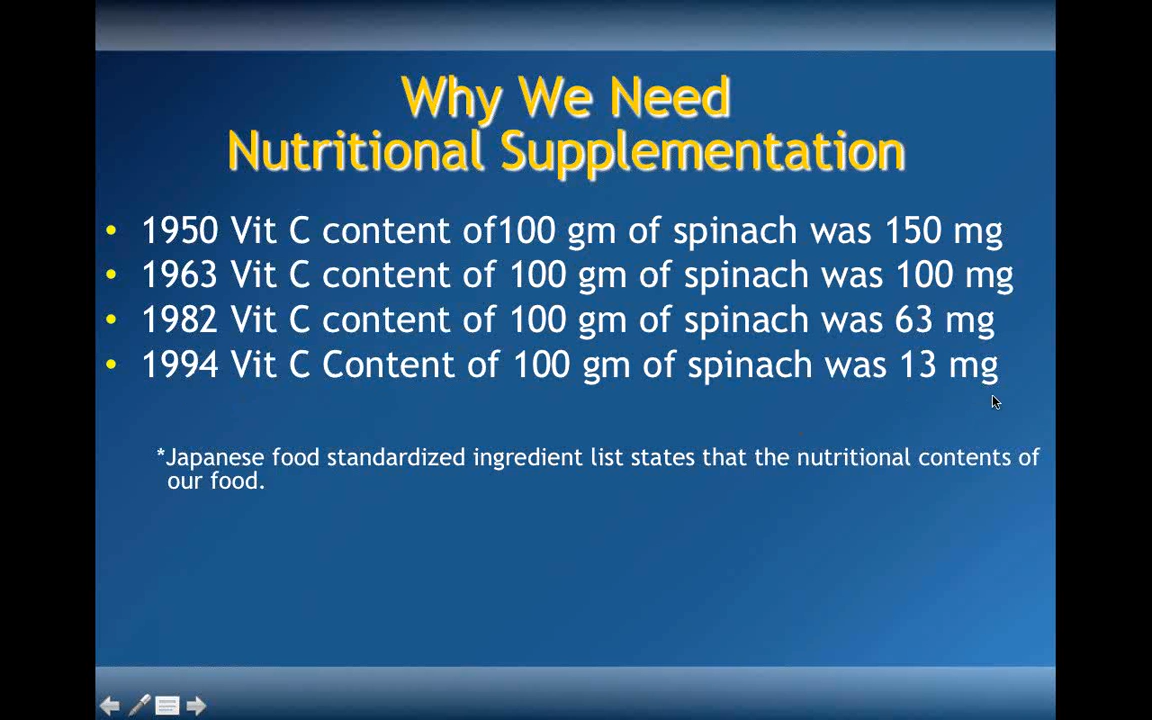 Why We Need
Nutritional Supplementation
• 1950 Vit C content of100 gm of spinach was 150 mg
• 1963 Vit C content of 100 gm of spinach was 100 mg
• 1982 Vit C content of 100 gm of spinach was 63 mg
• 1994 Vit C Content of 100 gm of spinach was 13 mg
*Japanese food standardized ingredient list states that the nutritional contents of
our food.